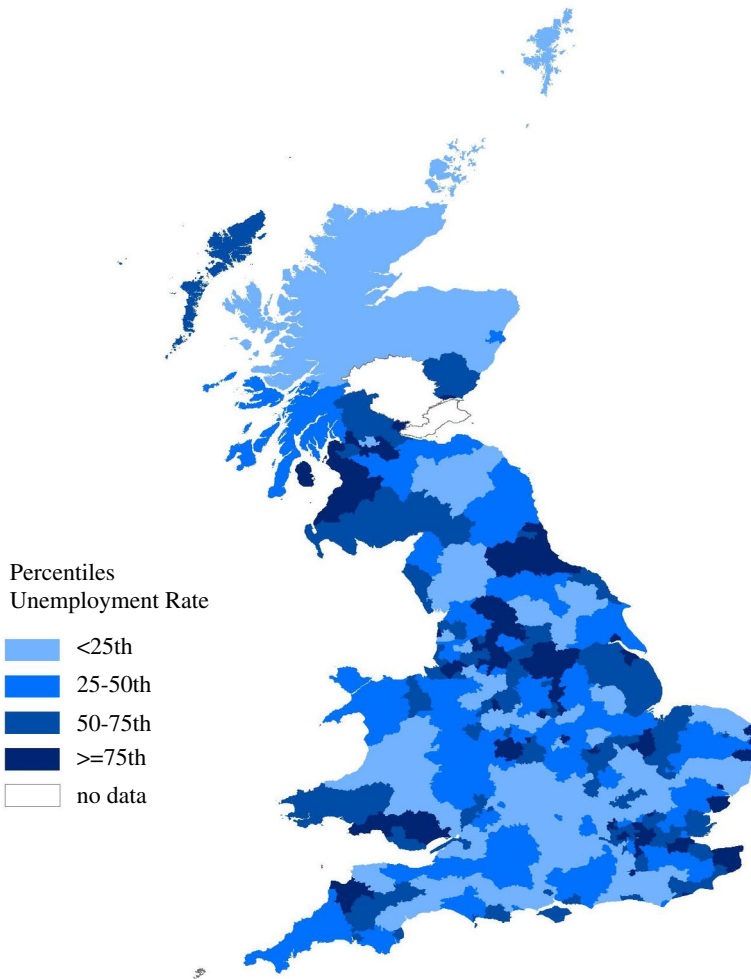 Percentiles
Unemployment Rate
<25th
25-50th
50-75th
>=75th
no data